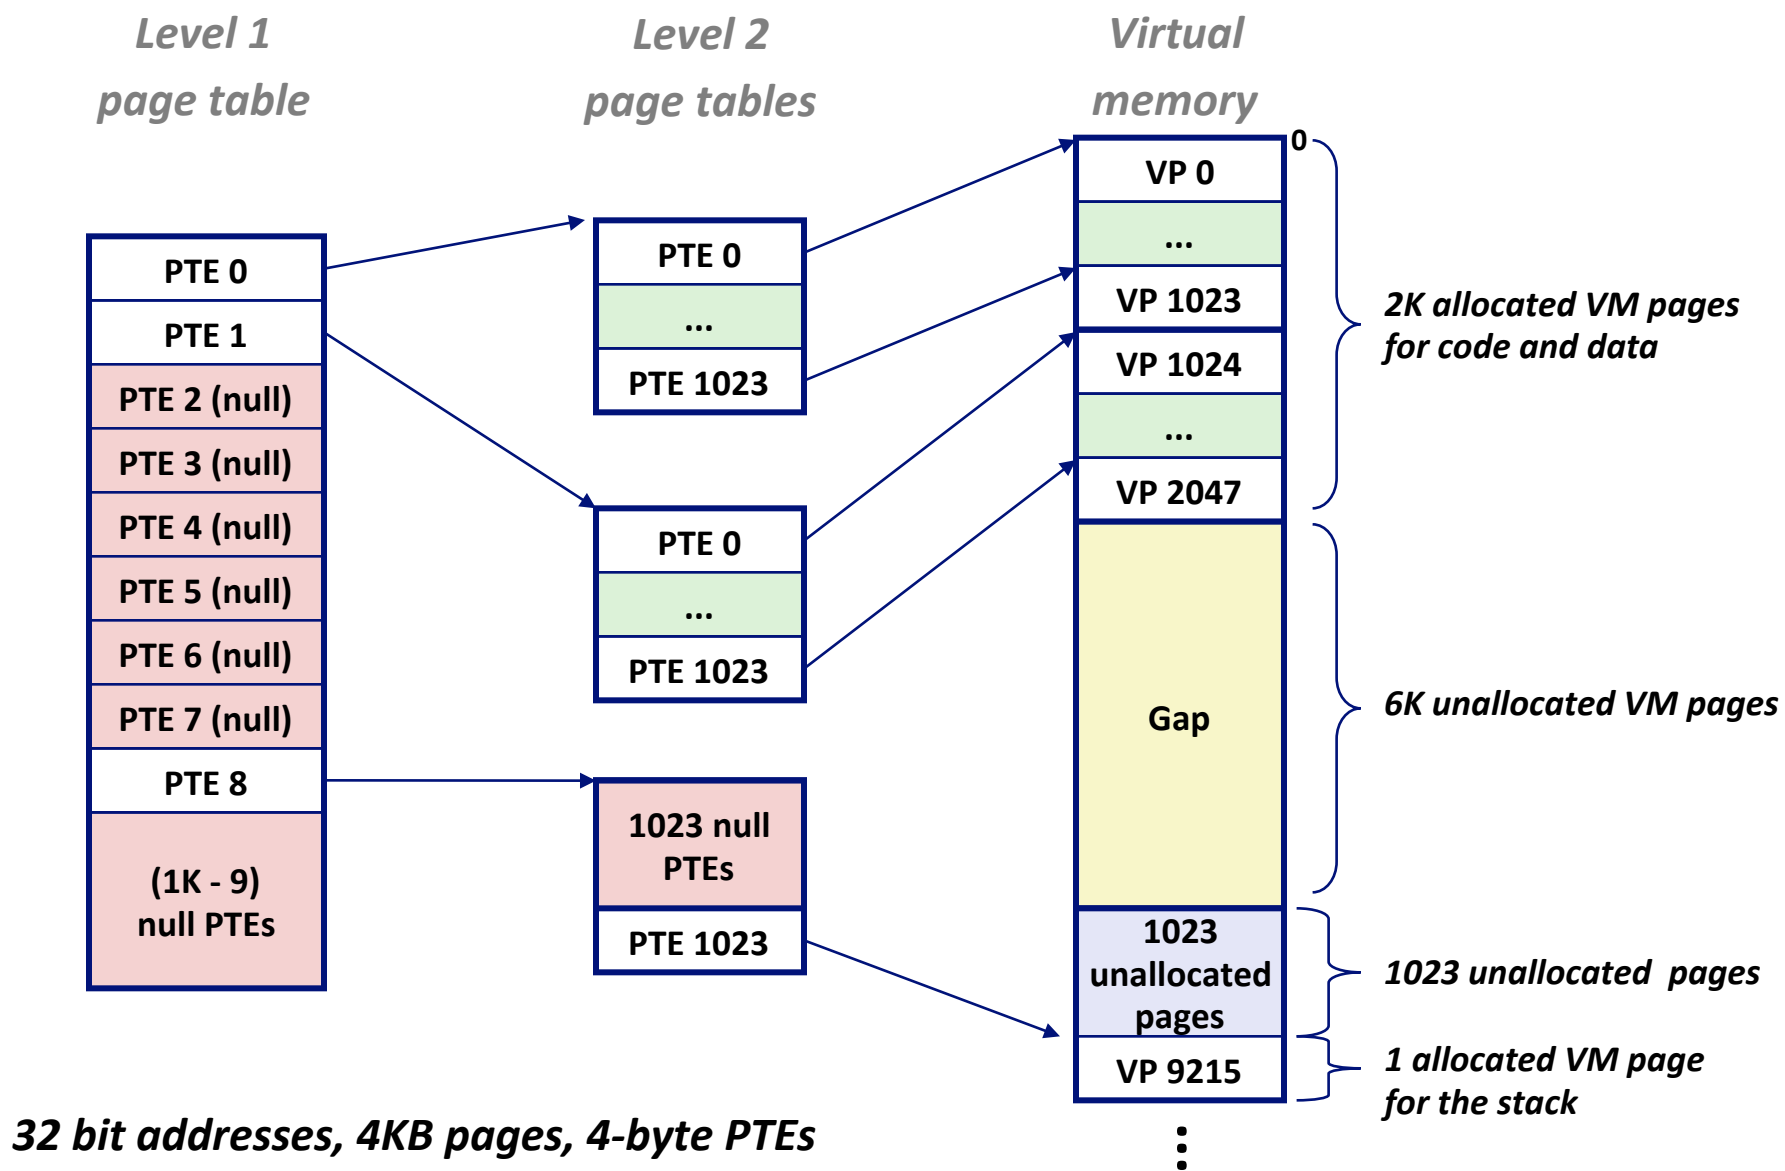 Level 1
page table
Level 2
page tables
Virtual
memory
PTE 0
PTE 1
PTE 2 (null)
PTE 3 (null)
PTE 4 (null)
PTE 5 (null)
PTE 6 (null)
PTE 7 (null)
PTE 8
(1K - 9)
null PTEs
PTE 0
...
PTE 1023
PTE 0
...
PTE 1023
1023 null
PTEs
PTE 1023
0
VP 0
...
VP 1023
VP 1024
...
VP 2047
Gap
1023
unallocated
pages
VP 9215
2K allocated VM pages
for code and data
6K unallocated VM pages
1023 unallocated  pages
1 allocated VM page
for the stack
32 bit addresses, 4KB pages, 4-byte PTEs